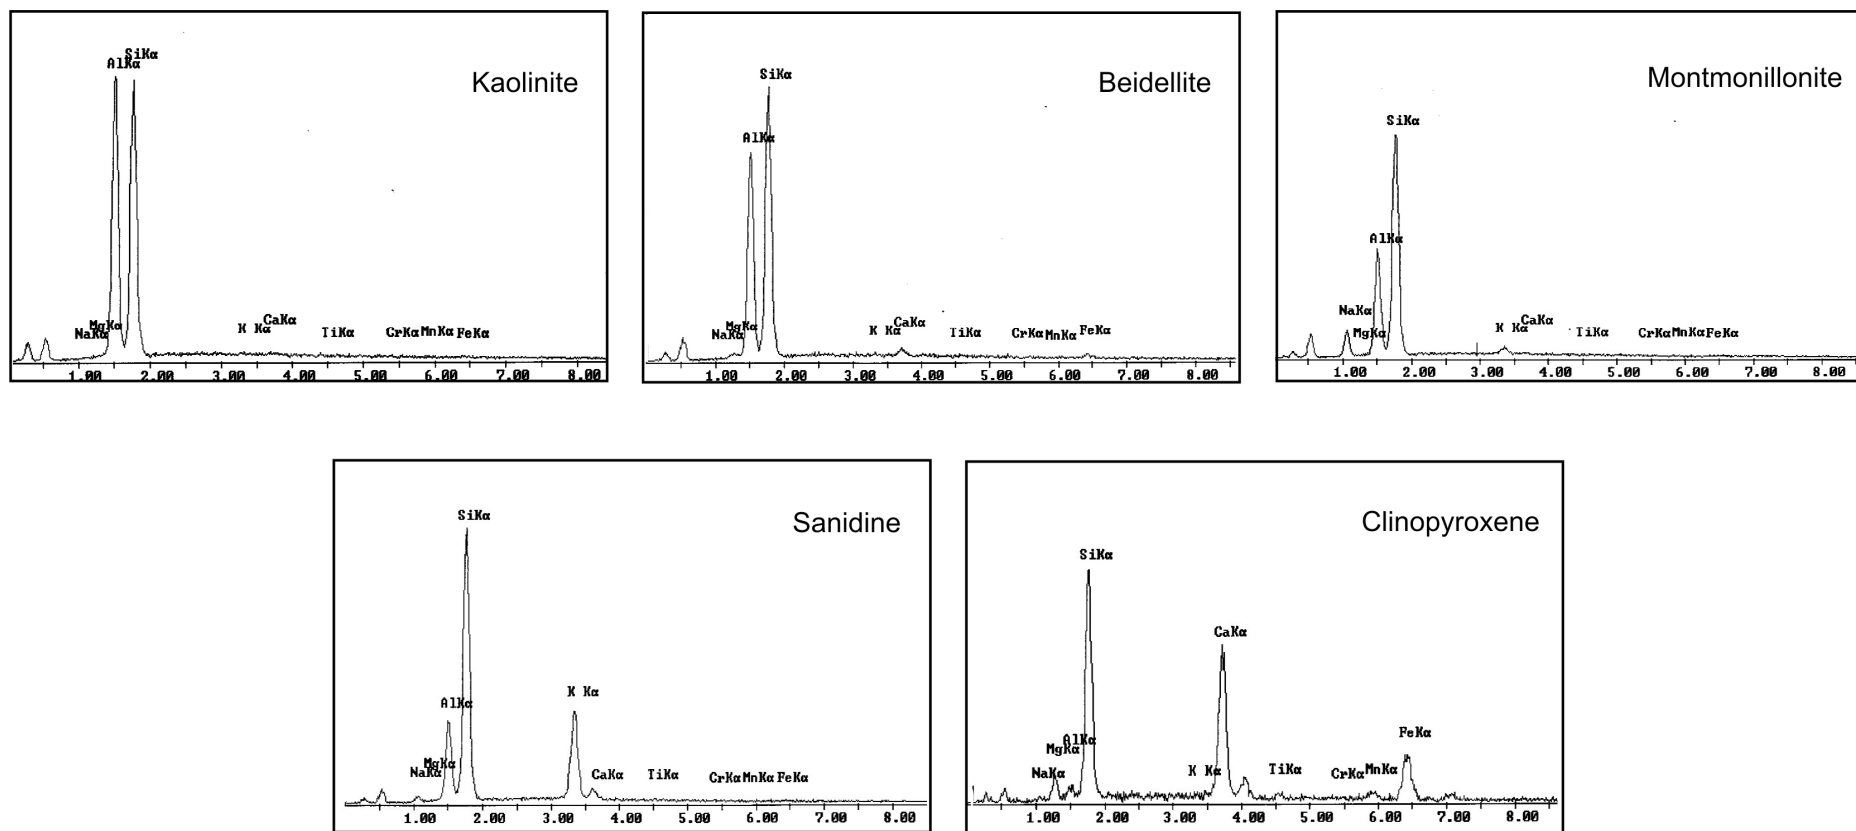 Kaolinite
SiKα
AlKα
MgKα
NaKα
K Kα
CaKα
TiKα
CrKα MnKα FeKα
1.00 2.00 3.00 4.00 5.00 6.00 7.00 8.00
Beidellite
SiKα
AlKα
MgKα
NaKα
K Kα
CaKα
TiKα
CrKα MnKα FeKα
1.00 2.00 3.00 4.00 5.00 6.00 7.00 8.00
Montmonillonite
SiKα
AlKα
NaKα
MgKα
K Kα
CaKα
TiKα
CrKα MnKα FeKα
1.00 2.00 3.00 4.00 5.00 6.00 7.00 8.00
Sanidine
SiKα
AlKα
MgKα
NaKα
K Kα
CaKα
TiKα
CrKα MnKα FeKα
1.00 2.00 3.00 4.00 5.00 6.00 7.00 8.00
Clinopyroxene
SiKα
AlKα
MgKα
NaKα
K Kα
CaKα
TiKα
CrKα MnKα
FeKα
1.00 2.00 3.00 4.00 5.00 6.00 7.00 8.00